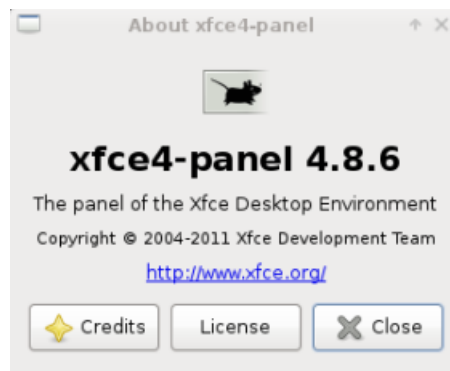 About xfce4-panel
xfce4-panel 4.8.6
The panel of the Xfce Desktop Environment
Copyright © 2004-2011 Xfce Development Team
http://www.xfce.org/
Credits License Close